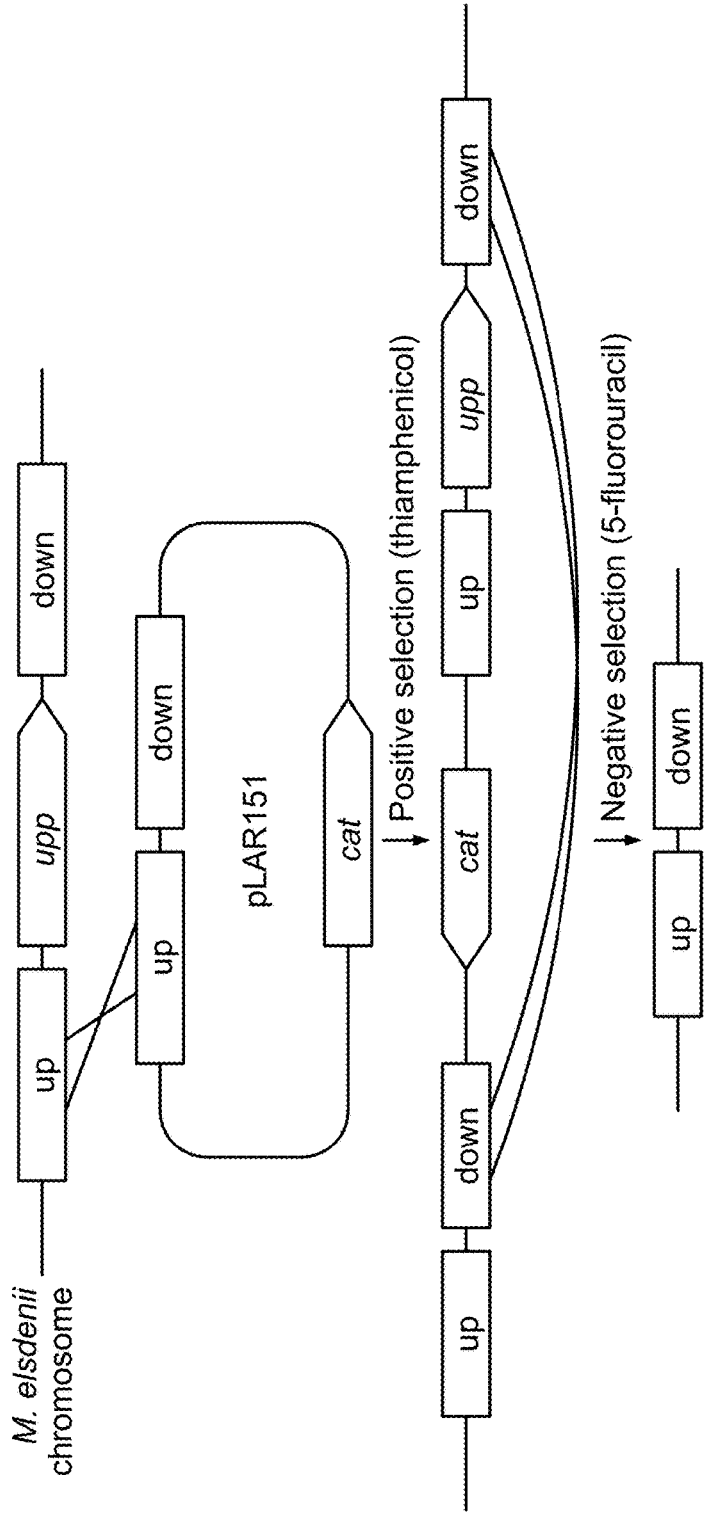 M. elsdenii
chromosome
up
upp
down
up
down
pLAR151
cat
Positive selection (thiamphenicol)
up
down
cat
up
upp
down
Negative selection (5-fluorouracil)
up
down